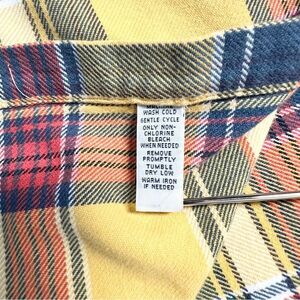 MACHINE
WASH COLD
GENTLE CYCLE
ONLY NON-
CHLORINE
BLEACH
WHEN NEEDED
REMOVE
PROMPTLY
TUMBLE
DRY LOW
WARM IRON
IF NEEDED